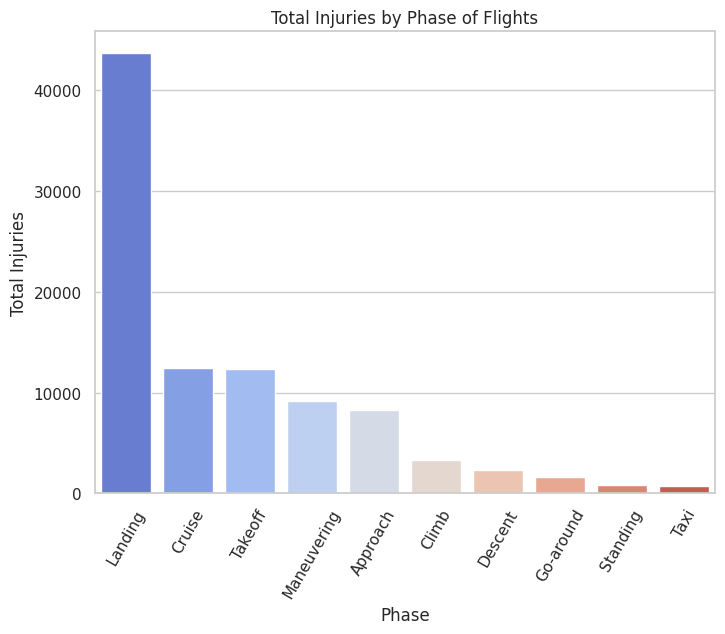 Total Injuries by Phase of Flights
Total Injuries
40000
30000
20000
10000
0
Landing
Cruise
Takeoff
Maneuvering
Approach
Climb
Descent
Go-around
Standing
Taxi
Phase